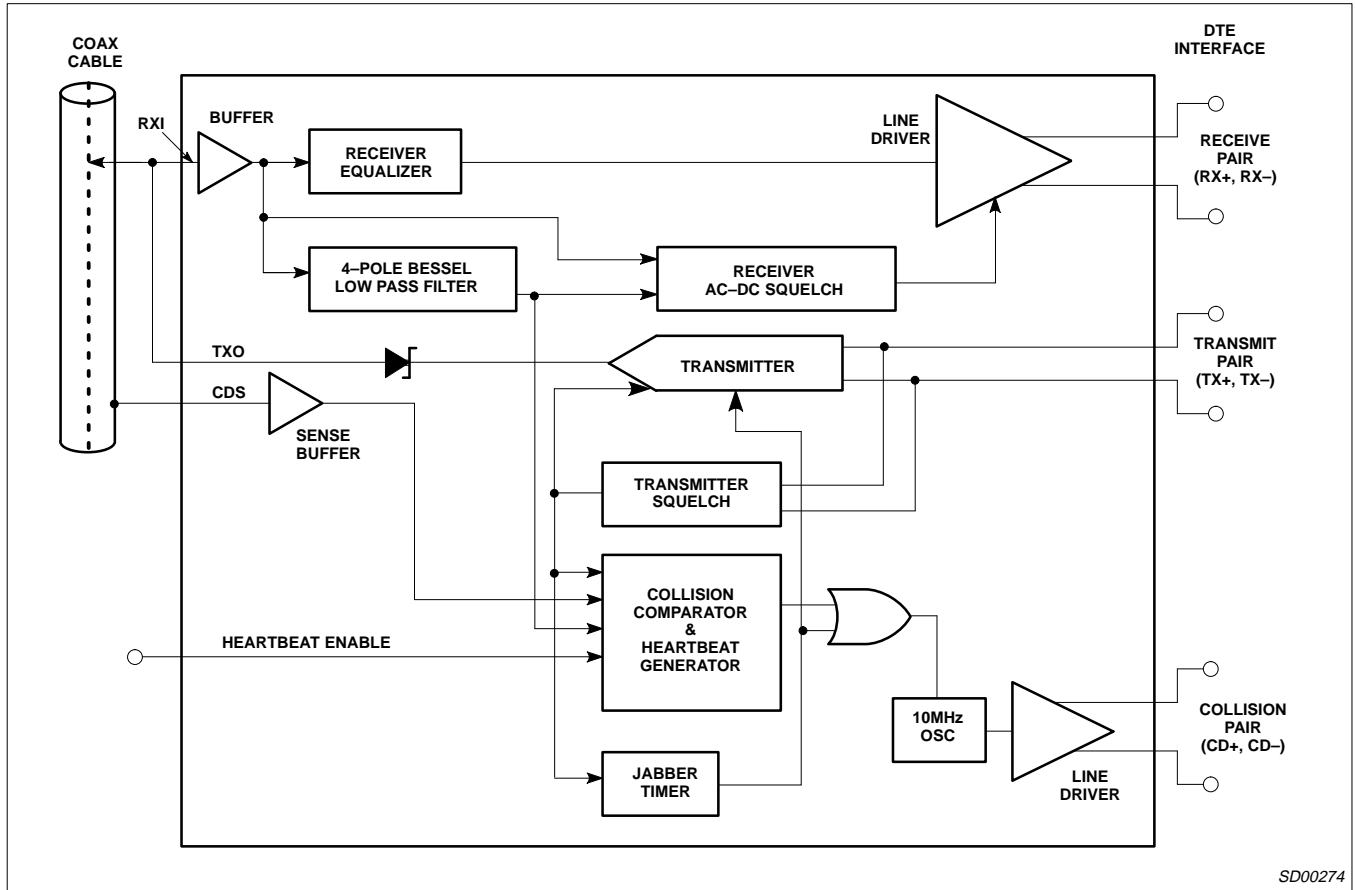 COAX
CABLE
DTE
INTERFACE
RXI
BUFFER
RECEIVER
EQUALIZER
LINE
DRIVER
RECEIVE
PAIR
(RX+, RX–)
4–POLE BESSEL
LOW PASS FILTER
RECEIVER
AC–DC SQUELCH
TXO
TRANSMITTER
TRANSMIT
PAIR
(TX+, TX–)
CDS
SENSE
BUFFER
TRANSMITTER
SQUELCH
COLLISION
COMPARATOR
&
HEARTBEAT
GENERATOR
HEARTBEAT ENABLE
10MHz
OSC
COLLISION
PAIR
(CD+, CD–)
JABBER
TIMER
LINE
DRIVER
SD00274